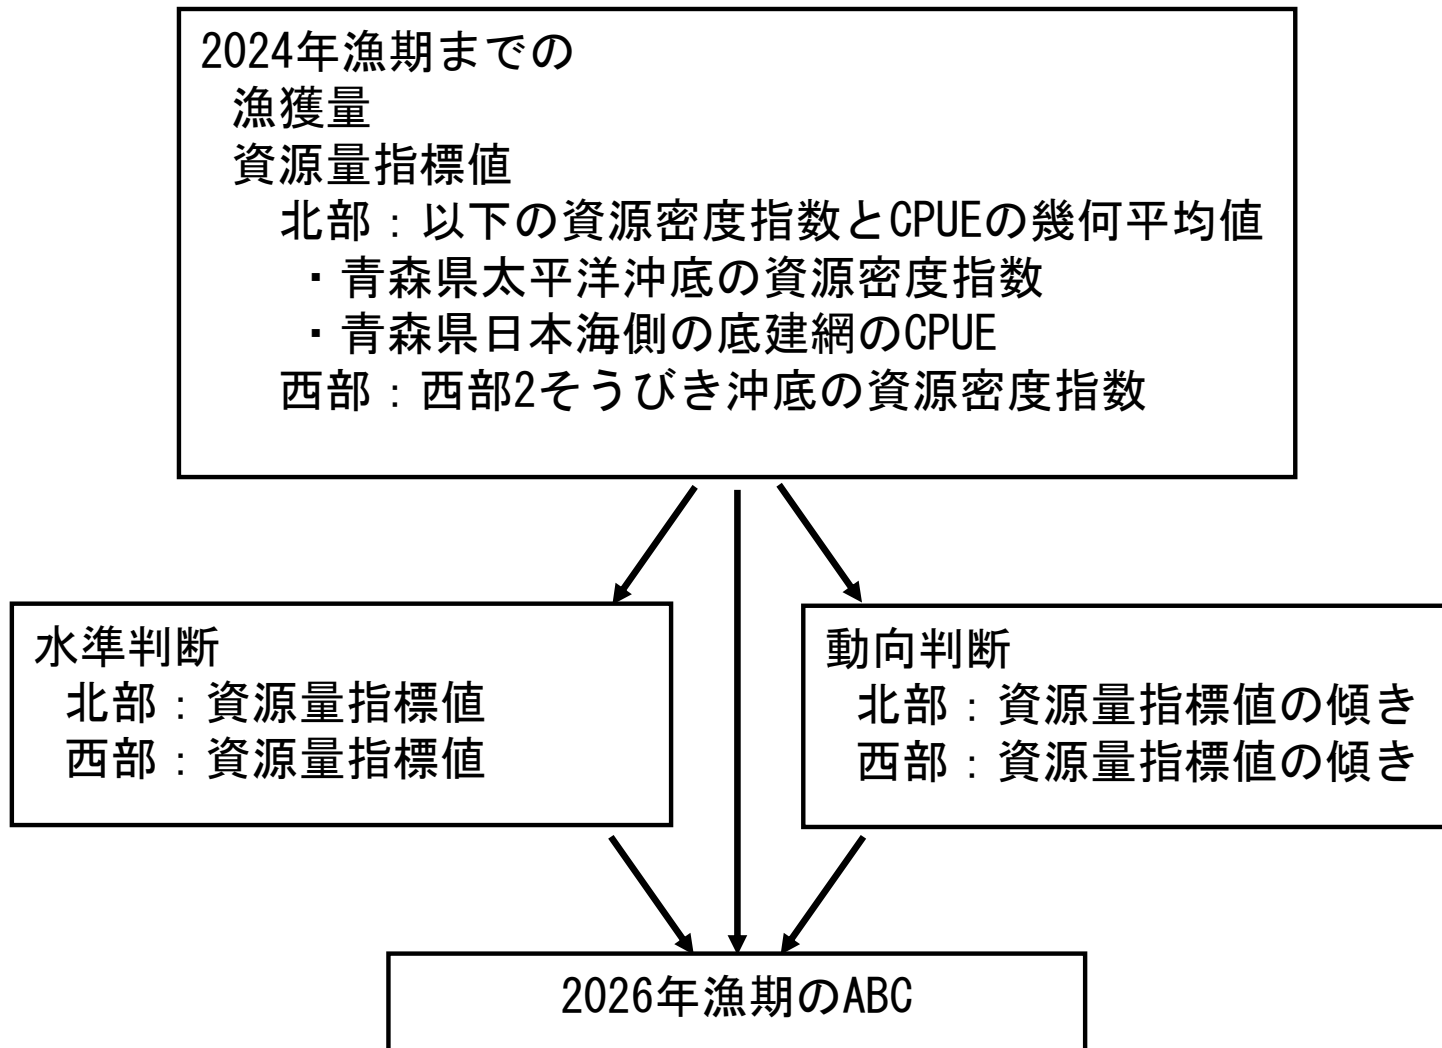 2024年漁期までの
漁獲量
資源量指標値
北部：以下の資源密度指数とCPUEの幾何平均値
・青森県太平洋沖底の資源密度指数
・青森県日本海側の底建網のCPUE
西部：西部2そうびき沖底の資源密度指数
水準判断
北部：資源量指標値
西部：資源量指標値
動向判断
北部：資源量指標値の傾き
西部：資源量指標値の傾き
2026年漁期のABC